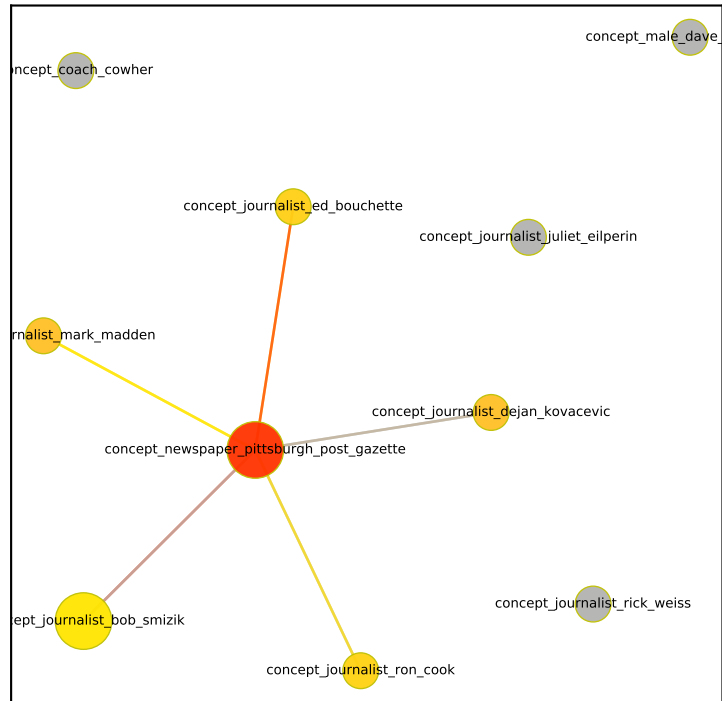 concept_male_dave_
oncept_coach_cowher
concept_journalist_ed_bouchette
concept_journalist_juliet_eilperin
rnalist_mark_madden
concept_journalist_dejan_kovacevic
concept_newspaper_pittsburgh_post_gazette
concept_journalist_rick_weiss
cept_journalist_bob_smizik
concept_journalist_ron_cook